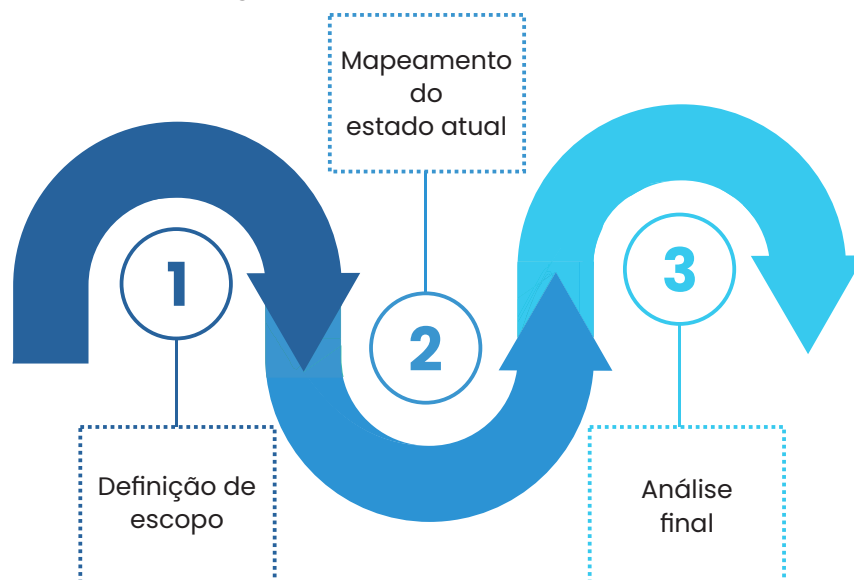 1
Definição de
escopo
Mapeamento
do
estado atual
2
3
Análise
final